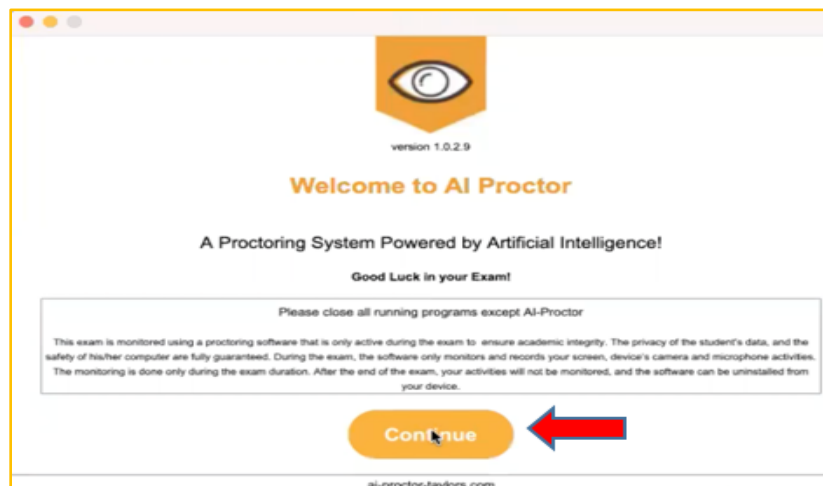 version 1.0.2.9
Welcome to AI Proctor
A Proctoring System Powered by Artificial Intelligence!
Good Luck in your Exam!
Please close all running programs except AI-Proctor
This exam is monitored using a proctoring software that is only active during the exam to ensure academic integrity. The privacy of the student's data, and the
safety of his/her computer are fully guaranteed. During the exam, the software only monitors and records your screen, device's camera and microphone activities.
The monitoring is done only during the exam duration. After the end of the exam, your activities will not be monitored, and the software can be uninstalled from
your device.
Continue
ai-proctor-taylors.com